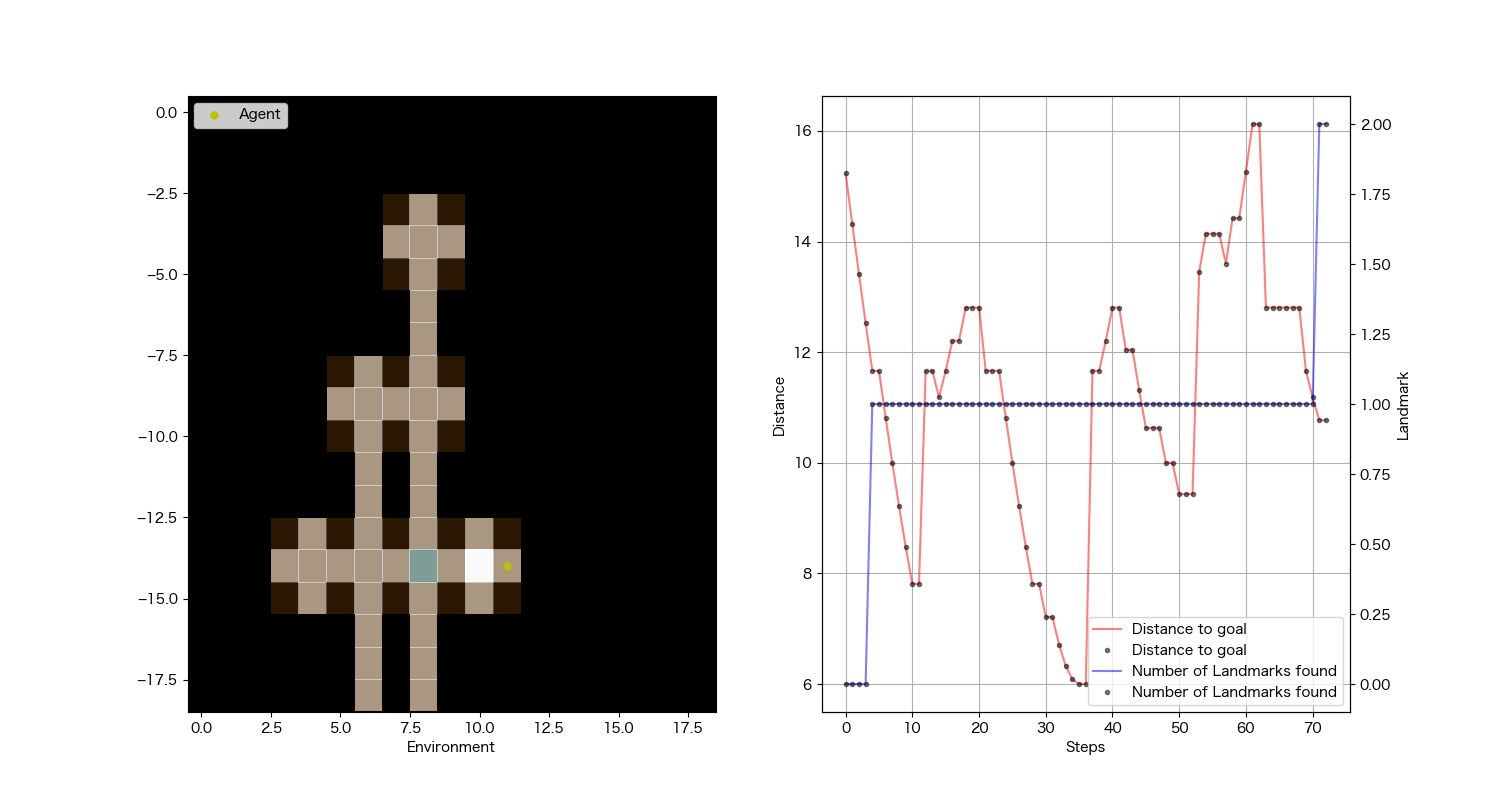 Agent
0.0
−2.5
−5.0
−7.5
−10.0
−12.5
−15.0
−17.5
0.0 2.5 5.0 7.5 10.0 12.5 15.0 17.5
Environment
Distance
16
14
12
10
8
6
0 10 20 30 40 50 60 70
Steps
2.00
1.75
1.50
1.25
1.00
0.75
0.50
0.25
0.00
Landmark
Distance to goal
Distance to goal
Number of Landmarks found
Number of Landmarks found